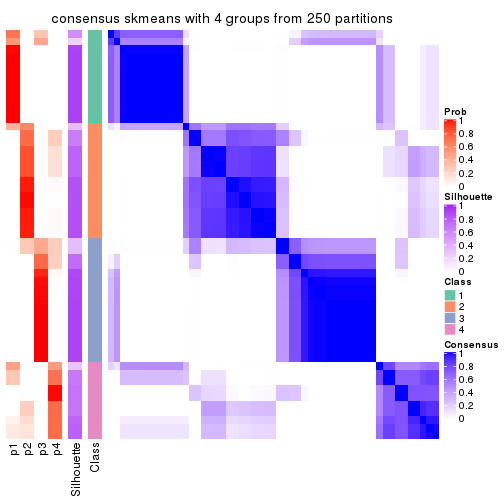 consensus skmeans with 4 groups from 250 partitions
Prob
1
0.8
0.6
0.4
0.2
0
Silhouette
1
0.8
0.6
0.4
0.2
0
Class
1
2
3
4
Consensus
1
0.8
0.6
0.4
0.2
0
p1
p2
p3
p4
Silhouette
Class